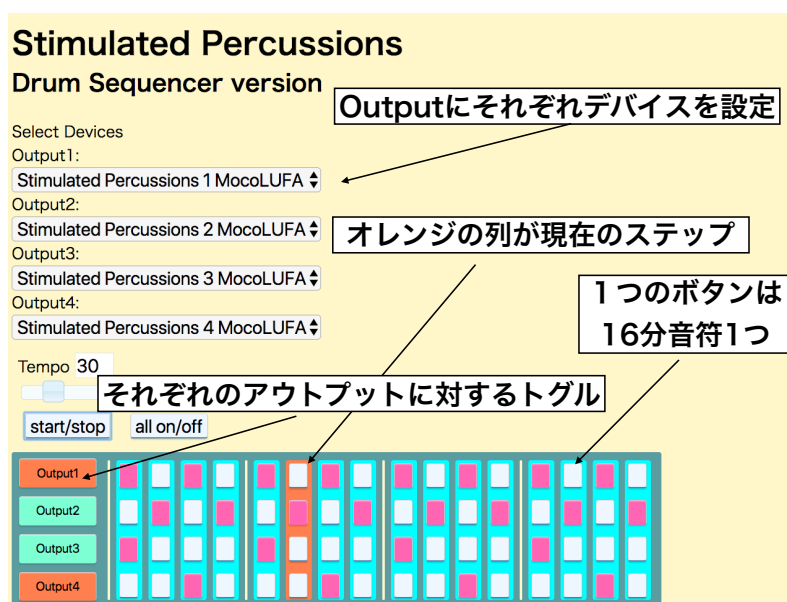 Stimulated Percussions
Drum Sequencer version
Outputにそれぞれデバイスを設定
Select Devices
Output1:
Stimulated Percussions 1 MocoLUFA
Output2:
Stimulated Percussions 2 MocoLUFA
オレンジの列が現在のステップ
Output3:
Stimulated Percussions 3 MocoLUFA
Output4:
Stimulated Percussions 4 MocoLUFA
１つのボタンは
16分音符1つ
Tempo 30
それぞれのアウトプットに対するトグル
start/stop all on/off
Output1
Output2
Output3
Output4